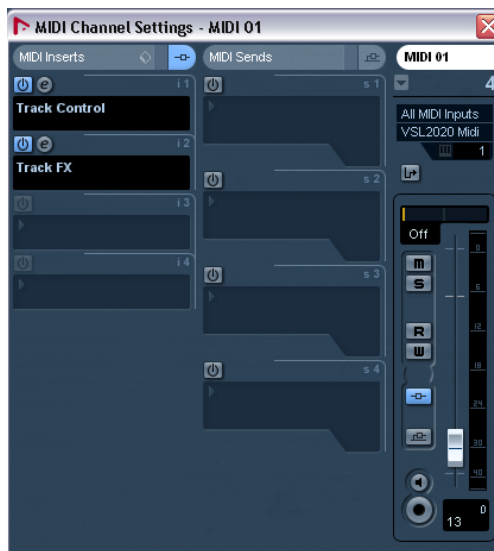 MIDI Channel Settings - MIDI 01
MIDI Inserts
MIDI Sends
MIDI 01
e
i 1
s 1
4
Track Control
All MIDI Inputs
VSL2020 Midi
e
i 2
1
Track FX
s 2
i 3
Off
0
i 4
m
s 3
S
6
R
12
W
18
s 4
24
30
40
13
0